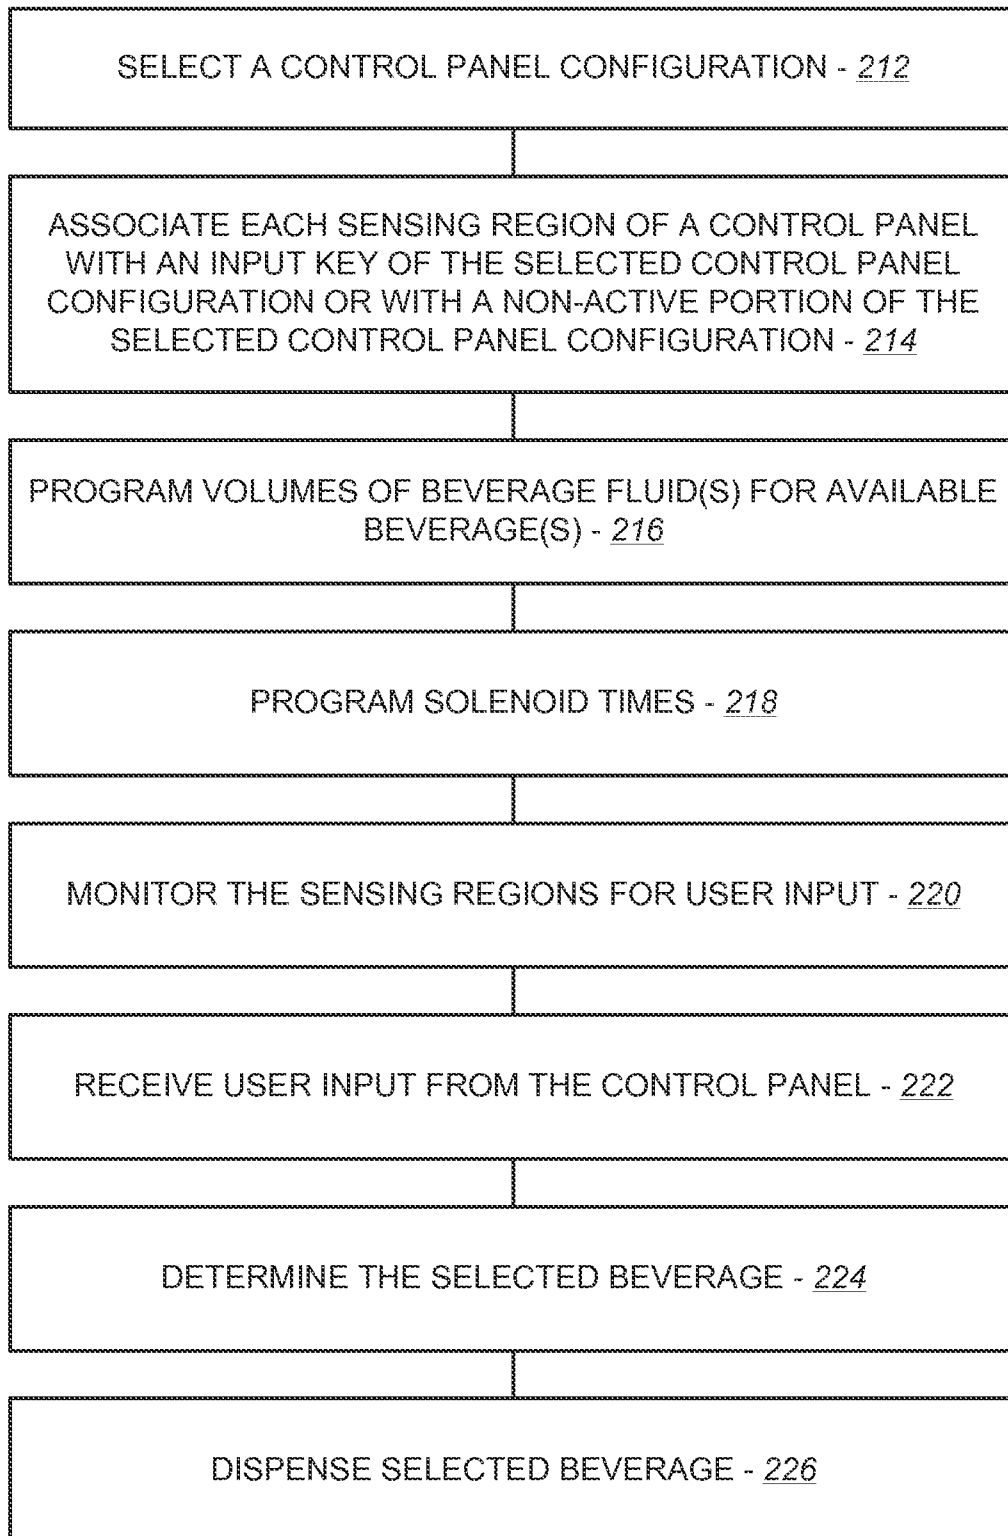 SELECT A CONTROL PANEL CONFIGURATION - 212
ASSOCIATE EACH SENSING REGION OF A CONTROL PANEL
WITH AN INPUT KEY OF THE SELECTED CONTROL PANEL
CONFIGURATION OR WITH A NON-ACTIVE PORTION OF THE
SELECTED CONTROL PANEL CONFIGURATION - 214
PROGRAM VOLUMES OF BEVERAGE FLUID(S) FOR AVAILABLE
BEVERAGE(S) - 216
PROGRAM SOLENOID TIMES - 218
MONITOR THE SENSING REGIONS FOR USER INPUT - 220
RECEIVE USER INPUT FROM THE CONTROL PANEL - 222
DETERMINE THE SELECTED BEVERAGE - 224
DISPENSE SELECTED BEVERAGE - 226